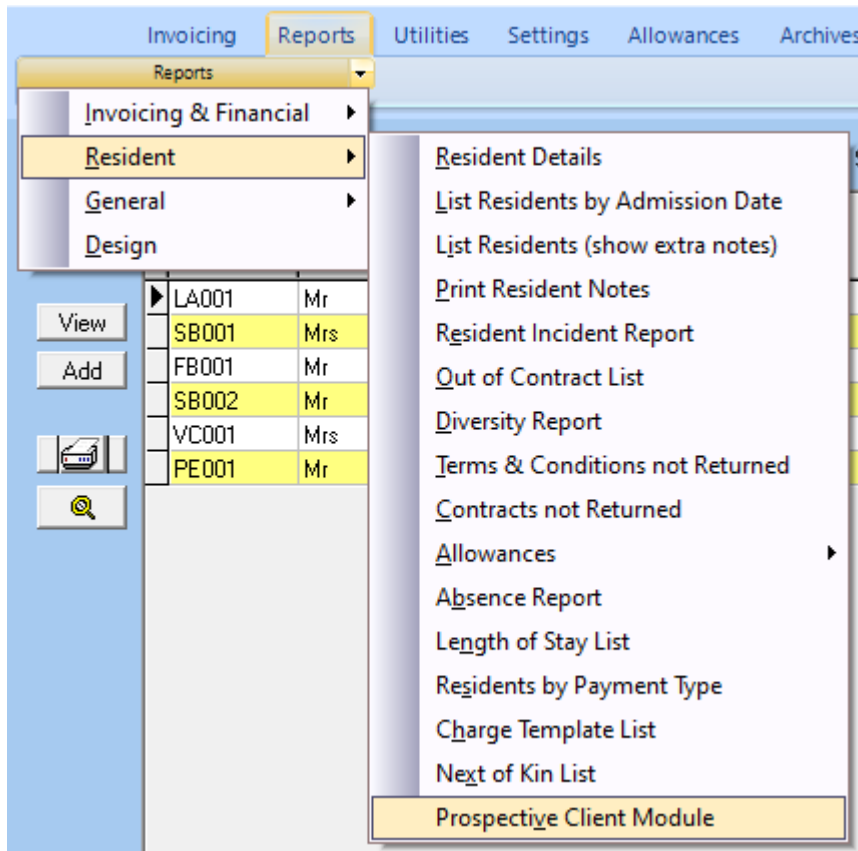 Invoicing Reports Utilities Settings Allowances Archives
Reports
Invoicing & Financial
Resident
General
Design
Resident Details
List Residents by Admission Date
List Residents (show extra notes)
Print Resident Notes
Resident Incident Report
Out of Contract List
Diversity Report
Terms & Conditions not Returned
Contracts not Returned
Allowances
Absence Report
Length of Stay List
Residents by Payment Type
Charge Template List
Next of Kin List
Prospective Client Module
View
Add
LA001 Mr
SB001 Mrs
FB001 Mr
SB002 Mr
VC001 Mrs
PE001 Mr